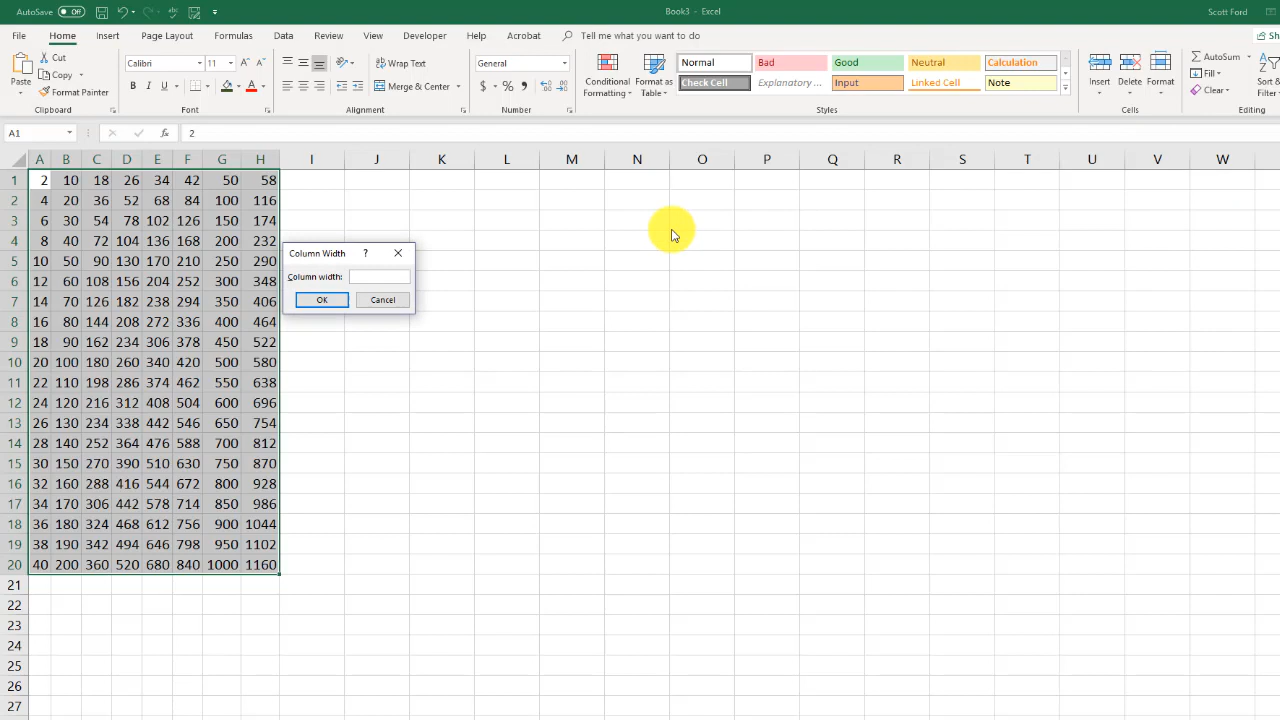 AutoSave Off Book3 - Excel Scott Ford
File Home Insert Page Layout Formulas Data Review View Developer Help Acrobat Tell me what you want to do Sh
Paste Cut Copy Format Painter
Clipboard
Calibri 11 A A
B I U A
Font
ab Wrap Text
Merge & Center
Alignment
General
$ % , .0 .00
Number
Conditional Formatting
Format as Table
Normal Bad Good Neutral Calculation
Check Cell Explanatory ... Input Linked Cell Note
Styles
Insert Delete Format
Cells
AutoSum
Fill
Clear
Sort
Filter
Editing
A1 fx 2
A B C D E F G H I J K L M N O P Q R S T U V W
1 2 10 18 26 34 42 50 58
2 4 20 36 52 68 84 100 116
3 6 30 54 78 102 126 150 174
4 8 40 72 104 136 168 200 232
5 10 50 90 130 170 210 250 290
6 12 60 108 156 204 252 300 348
7 14 70 126 182 238 294 350 406
8 16 80 144 208 272 336 400 464
9 18 90 162 234 306 378 450 522
10 20 100 180 260 340 420 500 580
11 22 110 198 286 374 462 550 638
12 24 120 216 312 408 504 600 696
13 26 130 234 338 442 546 650 754
14 28 140 252 364 476 588 700 812
15 30 150 270 390 510 630 750 870
16 32 160 288 416 544 672 800 928
17 34 170 306 442 578 714 850 986
18 36 180 324 468 612 756 900 1044
19 38 190 342 494 646 798 950 1102
20 40 200 360 520 680 840 1000 1160
21
22
23
24
25
26
27
Column Width ?
Column width:
OK Cancel